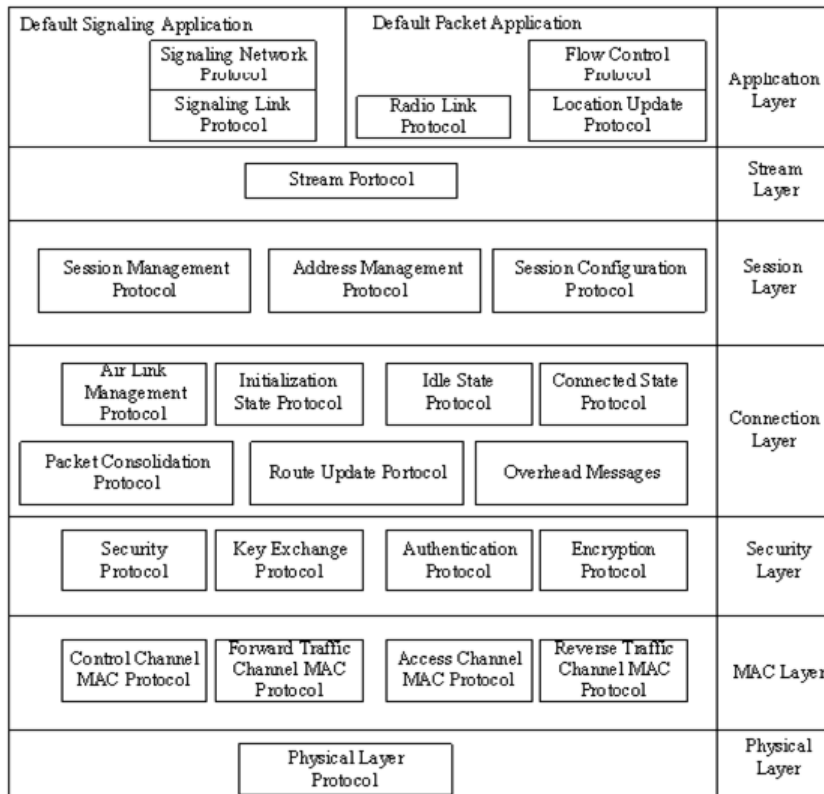 Default Signaling Application
Default Packet Application
Signaling Network
Protocol
Signaling Link
Protocol
Radio Link
Protocol
Flow Control
Protocol
Location Update
Protocol
Application
Layer
Stream Portocol
Stream
Layer
Session Management
Protocol
Address Management
Protocol
Session Configuration
Protocol
Session
Layer
Air Link
Management
Protocol
Initialization
State Protocol
Idle State
Protocol
Connected State
Protocol
Packet Consolidation
Protocol
Route Update Portocol
Overhead Messages
Connection
Layer
Security
Protocol
Key Exchange
Protocol
Authentication
Protocol
Encryption
Protocol
Security
Layer
Control Channel
MAC Protocol
Forward Traffic
Channel MAC
Protocol
Access Channel
MAC Protocol
Reverse Traffic
Channel MAC
Protocol
MAC Layer
Physical Layer
Protocol
Physical
Layer